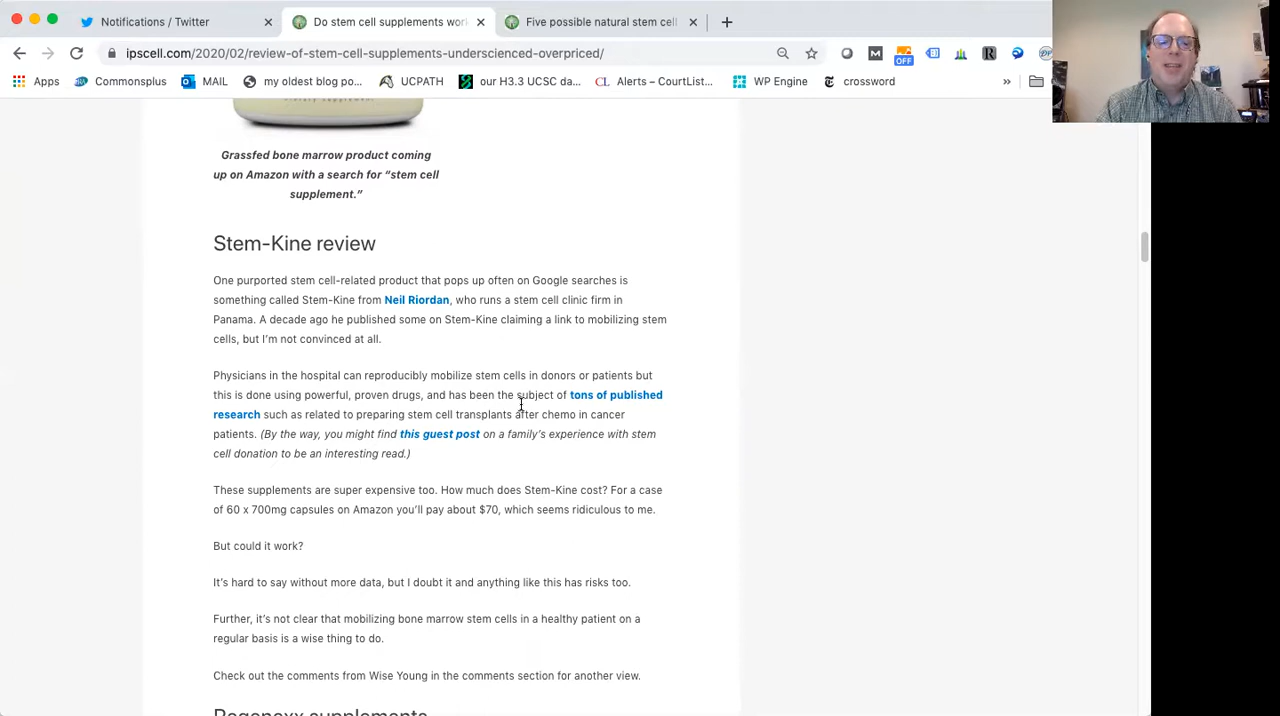 Notifications / Twitter
Do stem cell supplements wor
Five possible natural stem cel
ipscell.com/2020/02/review-of-stem-cell-supplements-underscienced-overpriced/
OFF
Apps
Commonsplus
MAIL
my oldest blog po...
UCPATH
our H3.3 UCSC da...
CL Alerts – CourtList...
WP Engine
crossword
»
dietary supplement
Grassfed bone marrow product coming
up on Amazon with a search for “stem cell
supplement.”
Stem-Kine review
One purported stem cell-related product that pops up often on Google searches is
something called Stem-Kine from Neil Riordan, who runs a stem cell clinic firm in
Panama. A decade ago he published some on Stem-Kine claiming a link to mobilizing stem
cells, but I’m not convinced at all.
Physicians in the hospital can reproducibly mobilize stem cells in donors or patients but
this is done using powerful, proven drugs, and has been the subject of tons of published
research such as related to preparing stem cell transplants after chemo in cancer
patients. (By the way, you might find this guest post on a family’s experience with stem
cell donation to be an interesting read.)
These supplements are super expensive too. How much does Stem-Kine cost? For a case
of 60 x 700mg capsules on Amazon you’ll pay about $70, which seems ridiculous to me.
But could it work?
It’s hard to say without more data, but I doubt it and anything like this has risks too.
Further, it’s not clear that mobilizing bone marrow stem cells in a healthy patient on a
regular basis is a wise thing to do.
Check out the comments from Wise Young in the comments section for another view.
Regenexx supplements